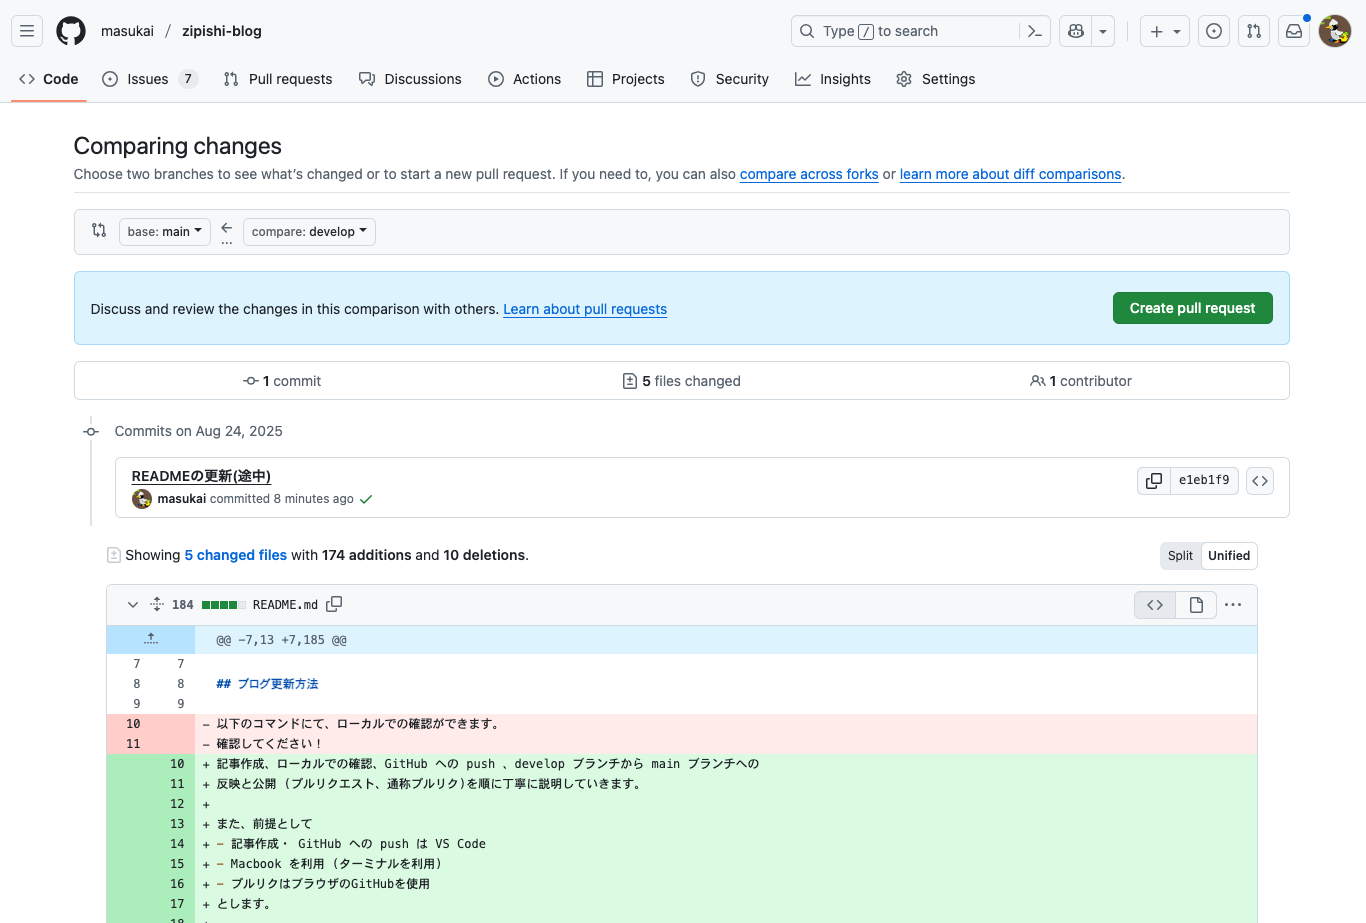 masukai / zipishi-blog
Type / to search
Code
Issues 7
Pull requests
Discussions
Actions
Projects
Security
Insights
Settings
Comparing changes
Choose two branches to see what's changed or to start a new pull request. If you need to, you can also compare across forks or learn more about diff comparisons.
base: main
...
compare: develop
Discuss and review the changes in this comparison with others. Learn about pull requests
Create pull request
1 commit
5 files changed
1 contributor
Commits on Aug 24, 2025
READMEの更新(途中)
masukai committed 8 minutes ago
e1eb1f9
Showing 5 changed files with 174 additions and 10 deletions.
Split Unified
184 README.md
@@ -7,13 +7,185 @@
7 7
8 8 ## ブログ更新方法
9 9
10 - 以下のコマンドにて、ローカルでの確認ができます。
11 - 確認してください！
10 + 記事作成、ローカルでの確認、GitHub への push 、develop ブランチから main ブランチへの
11 + 反映と公開 (プルリクエスト、通称プルリク)を順に丁寧に説明していきます。
12 +
13 + また、前提として
14 + - 記事作成・ GitHub への push は VS Code
15 + - Macbook を利用 (ターミナルを利用)
16 + - プルリクはブラウザのGitHubを使用
17 + とします。
18 +